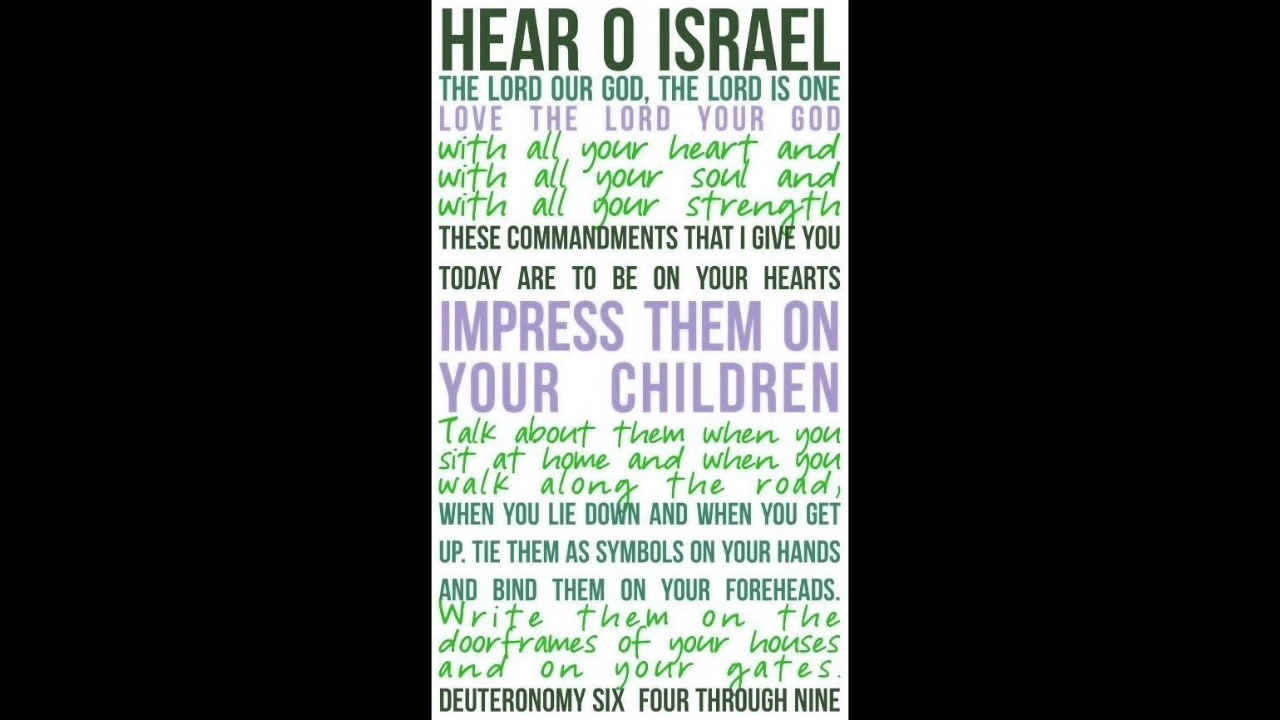 HEAR O ISRAEL
THE LORD OUR GOD, THE LORD IS ONE
LOVE THE LORD YOUR GOD
with all your heart and
with all your soul and
with all your strength
THESE COMMANDMENTS THAT I GIVE YOU
TODAY ARE TO BE ON YOUR HEARTS
IMPRESS THEM ON
YOUR CHILDREN
Talk about them when you
sit at home and when you
walk along the road,
WHEN YOU LIE DOWN AND WHEN YOU GET
UP. TIE THEM AS SYMBOLS ON YOUR HANDS
AND BIND THEM ON YOUR FOREHEADS.
Write them on the
doorframes of your houses
and on your gates.
DEUTERONOMY SIX FOUR THROUGH NINE